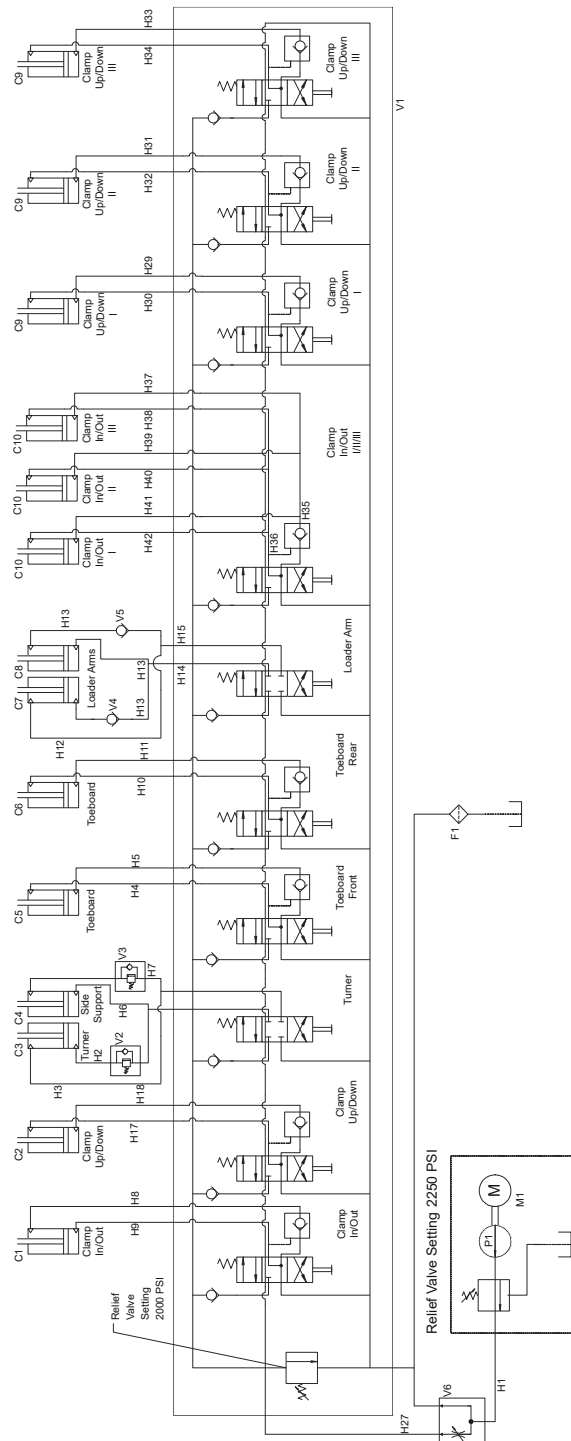 C1
Clamp
In/Out
H9
H8
C2
Clamp
Up/Down
H17
H3
H18
C3
Turner
H2
V2
C4
Side
Support
H6
V3
H7
C5
Toeboard
H4
H5
C6
Toeboard
H10
H12
H11
C7
C8
Loader Arms
V4
H13
H13
H13
V5
H14
H15
C10
Clamp
In/Out
I
H42
H41
C10
Clamp
In/Out
II
H40
H39
C10
Clamp
In/Out
III
H38
H37
C9
Clamp
Up/Down
I
H30
H29
C9
Clamp
Up/Down
II
H32
H31
C9
Clamp
Up/Down
III
H34
H33
Relief
Valve
Setting
2000 PSI
H36
H35
Clamp
In/Out
Clamp
Up/Down
Turner
Toeboard
Front
Toeboard
Rear
Loader Arm
Clamp
In/Out
I/II/III
Clamp
Up/Down
I
Clamp
Up/Down
II
Clamp
Up/Down
III
V1
H27
V6
H1
Relief Valve Setting 2250 PSI
P1
M
M1
F1